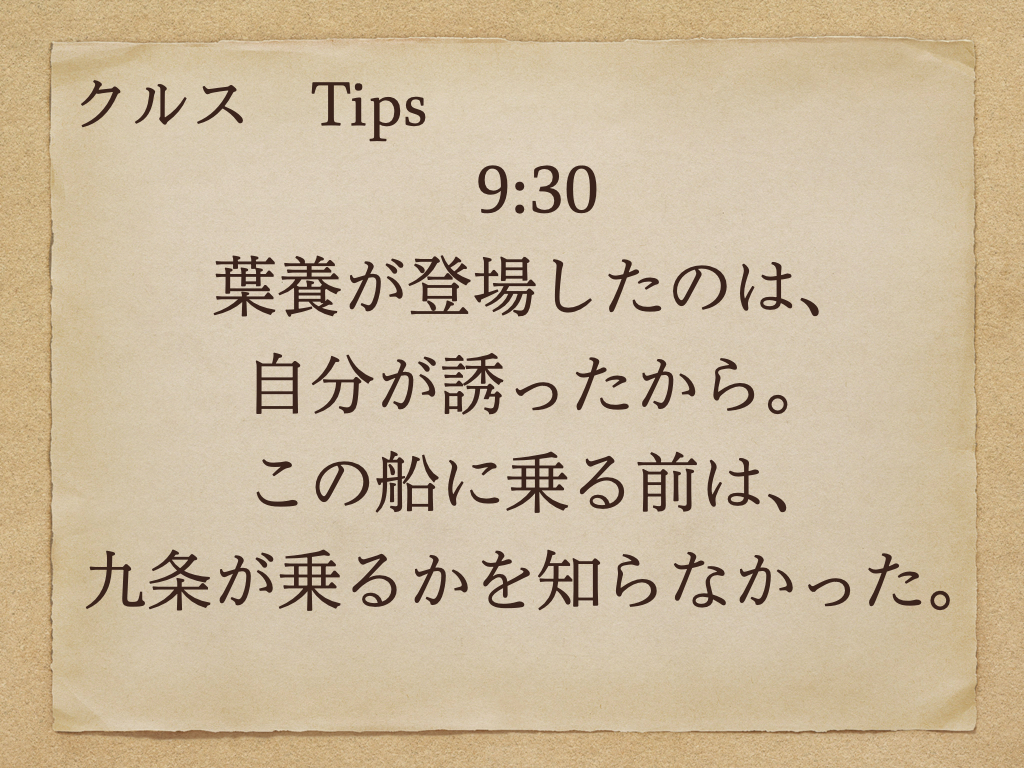 クルス　Tips
9:30
葉養が登場したのは、
自分が誘ったから。
この船に乗る前は、
九条が乗るかを知らなかった。